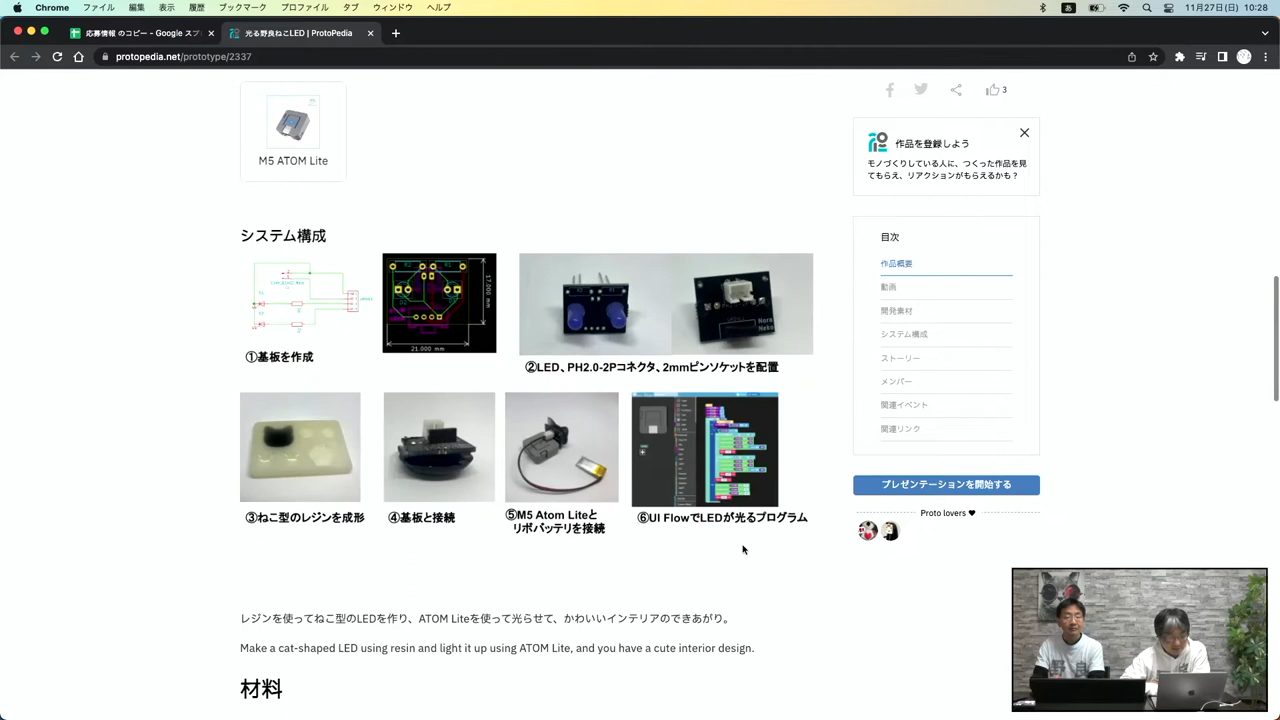 Chrome ファイル 編集 表示 履歴 ブックマーク プロファイル タブ ウィンドウ ヘルプ
あ 11月27日(日) 10:28
応募情報 のコピー - Google スプ
光る野良ねこLED | ProtoPedia
protopedia.net/prototype/2337
3
M5 ATOM Lite
作品を登録しよう
モノづくりしている人に、つくった作品を見
てもらえ、リアクションがもらえるかも？
システム構成
17.000 mm
21.000 mm
①基板を作成
②LED、PH2.0-2Pコネクタ、2mmピンソケットを配置
③ねこ型のレジンを成形
④基板と接続
⑤M5 Atom Liteと
リポバッテリを接続
⑥UI FlowでLEDが光るプログラム
目次
作品概要
動画
開発素材
システム構成
ストーリー
メンバー
関連イベント
関連リンク
プレゼンテーションを開始する
Proto lovers ♥
レジンを使ってねこ型のLEDを作り、ATOM Liteを使って光らせて、かわいいインテリアのできあがり。
Make a cat-shaped LED using resin and light it up using ATOM Lite, and you have a cute interior design.
材料